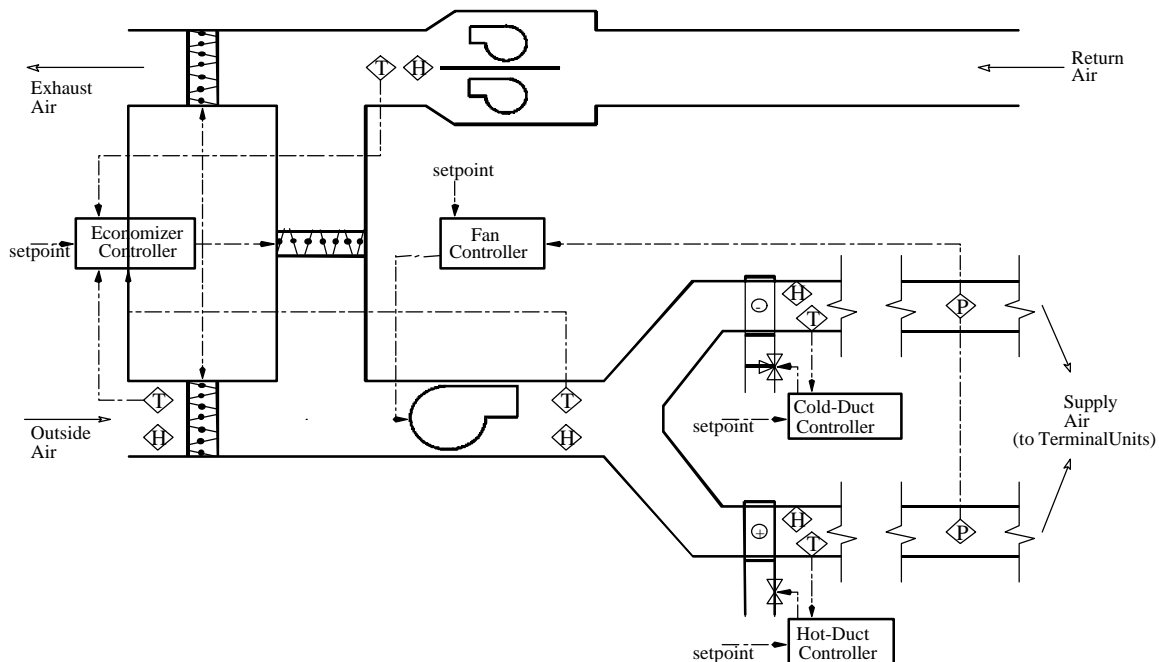 Exhaust
Air
T
H
Return
Air
setpoint
setpoint
Economizer
Controller
Fan
Controller
H
T
-
P
T
H
Outside
Air
T
H
setpoint
Cold-Duct
Controller
Supply
Air
(to TerminalUnits)
H
T
+
P
setpoint
Hot-Duct
Controller